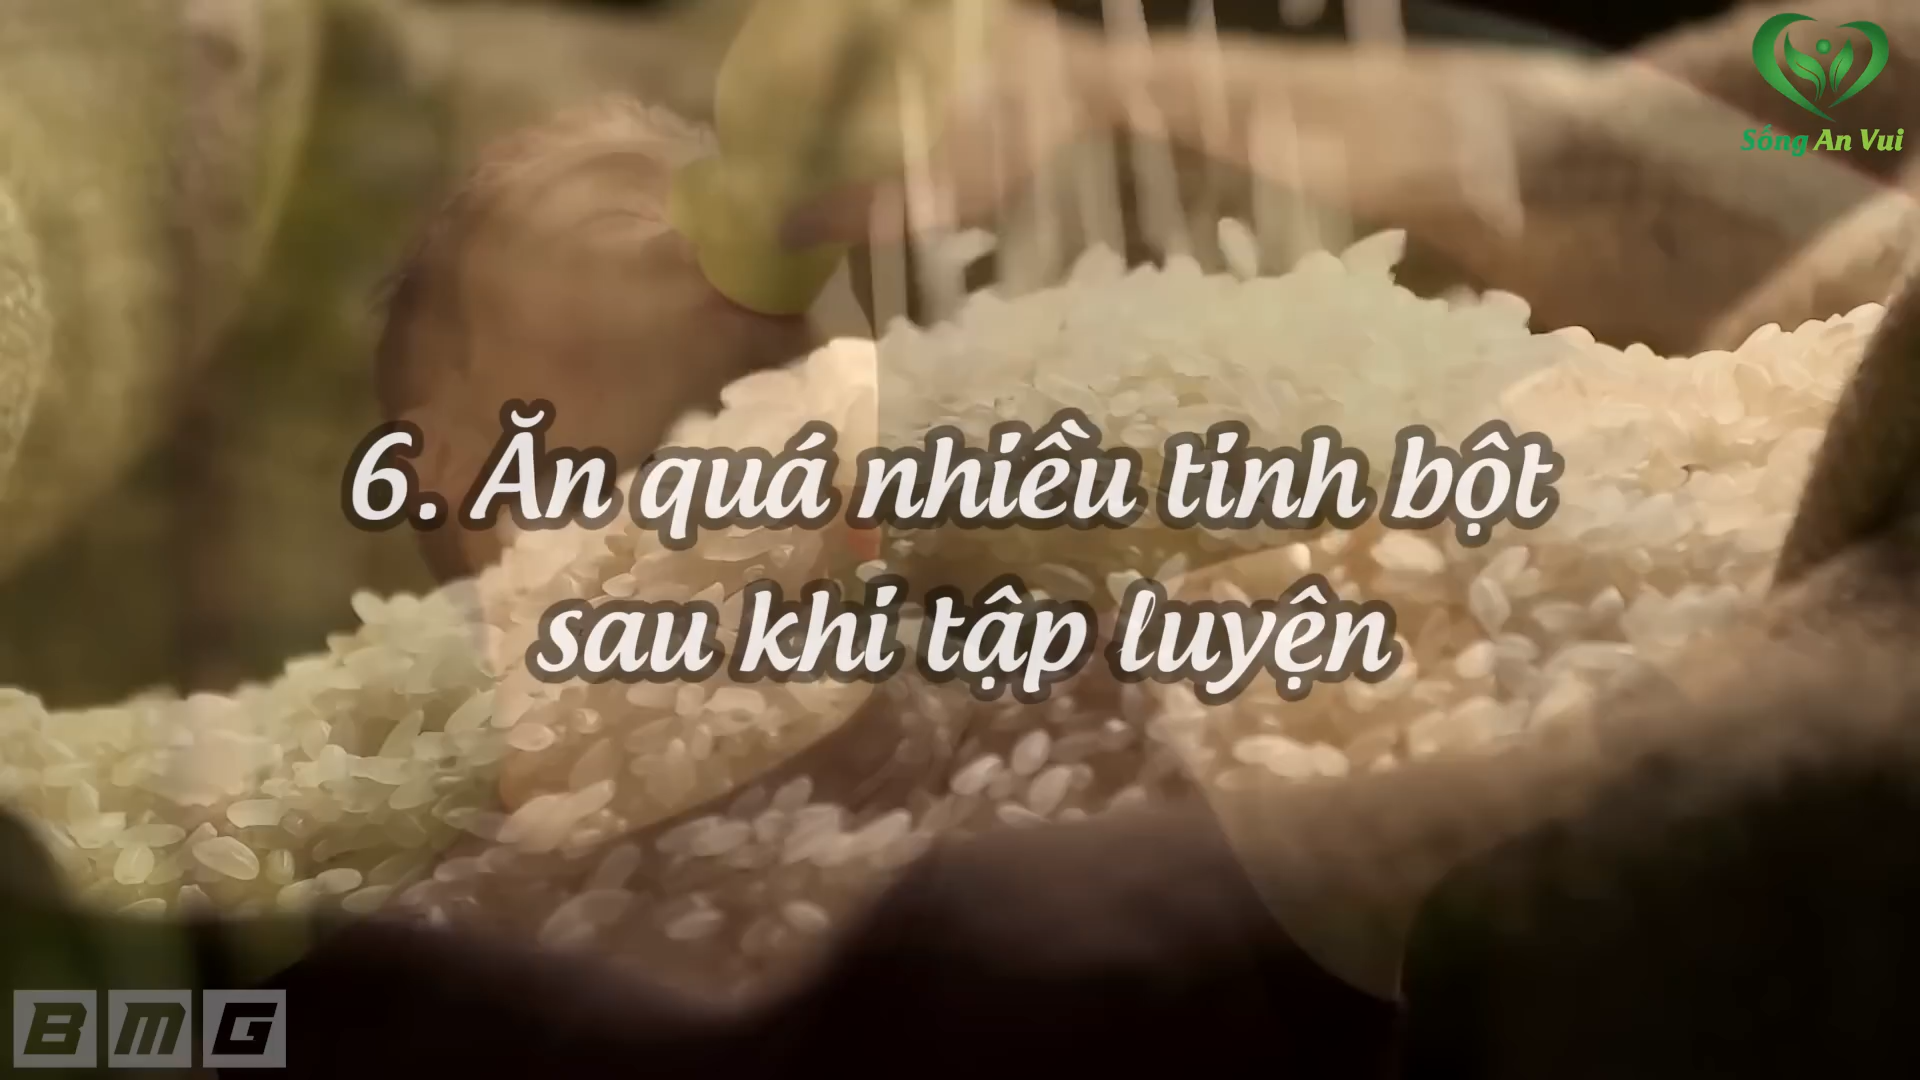 Sống An Vui
6. Ăn quá nhiều tinh bột
sau khi tập luyện
BMG